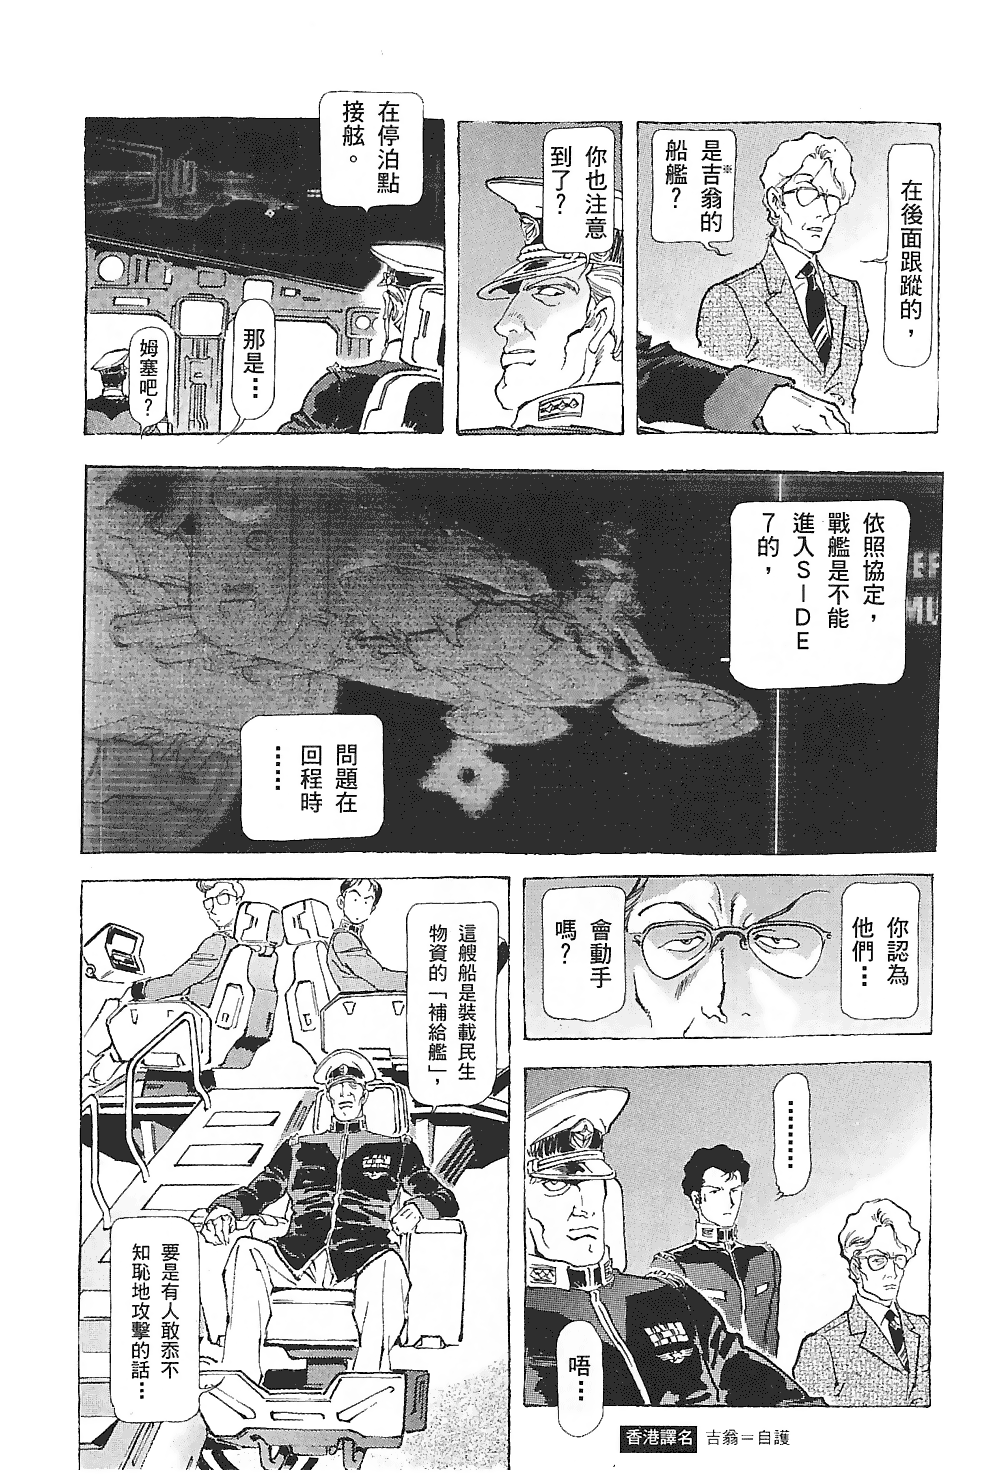 在後面跟蹤的，
是※吉翁的
船艦？
你也注意
到了？
在停泊點
接舷。
那是…
姆塞吧？
依照協定，
戰艦是不能
進入SIDE
7的，
問題在
回程時
……
你認為
他們…
會動手
嗎？
………
唔…
這艘船是裝載民生
物資的「補給艦」，
要是有人敢忝不
知恥地攻擊的話…
香港譯名 吉翁＝自護